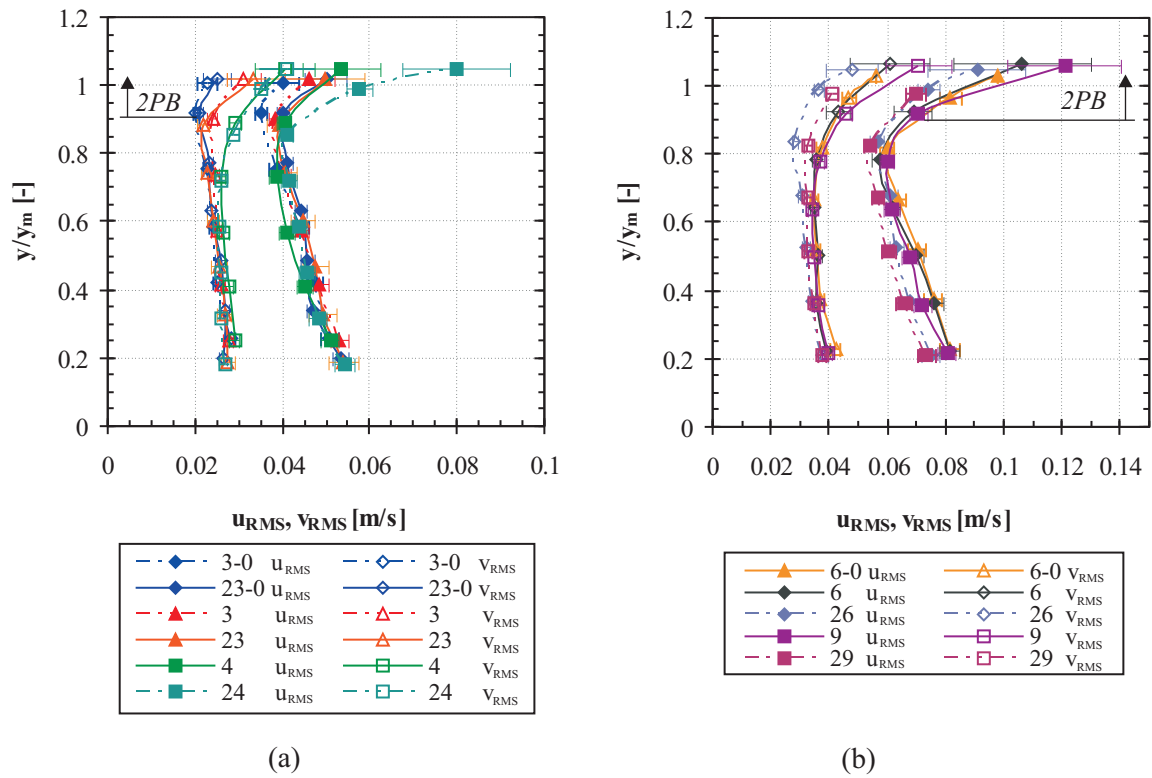 1.2
1
0.8
0.6
0.4
0.2
0
y/ym [-]
2PB
0 0.02 0.04 0.06 0.08 0.1
uRMS, vRMS [m/s]
3-0 uRMS 3-0 vRMS
23-0 uRMS 23-0 vRMS
3 uRMS 3 vRMS
23 uRMS 23 vRMS
4 uRMS 4 vRMS
24 uRMS 24 vRMS
(a)
1.2
1
0.8
0.6
0.4
0.2
0
y/ym [-]
2PB
0 0.02 0.04 0.06 0.08 0.1 0.12 0.14
uRMS, vRMS [m/s]
6-0 uRMS 6-0 vRMS
6 uRMS 6 vRMS
26 uRMS 26 vRMS
9 uRMS 9 vRMS
29 uRMS 29 vRMS
(b)